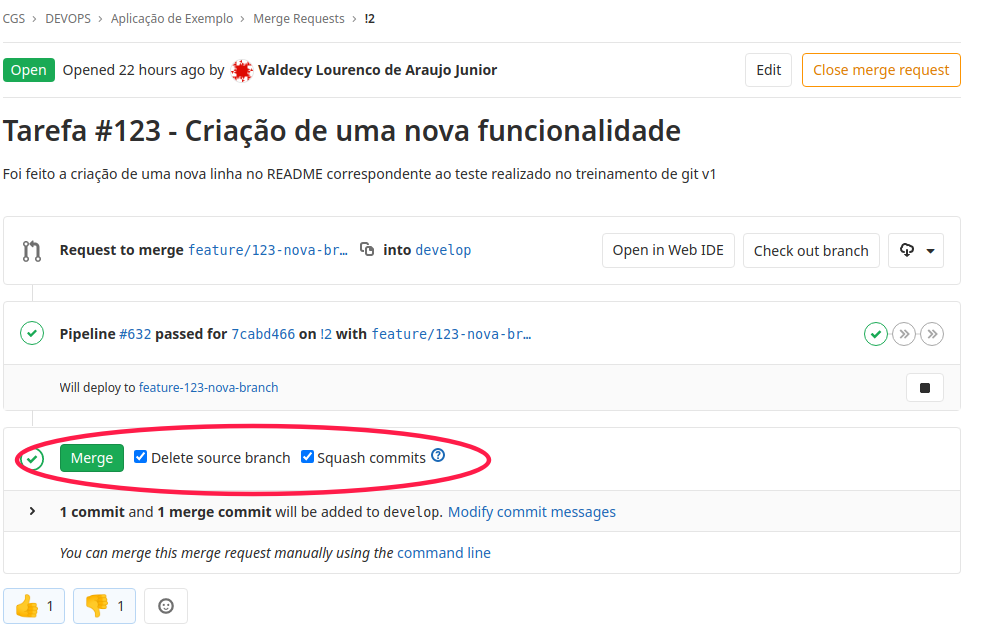 CGS › DEVOPS › Aplicação de Exemplo › Merge Requests › !2
Open Opened 22 hours ago by Valdecy Lourenco de Araujo Junior Edit Close merge request
Tarefa #123 - Criação de uma nova funcionalidade
Foi feito a criação de uma nova linha no README correspondente ao teste realizado no treinamento de git v1
Request to merge feature/123-nova-br… into develop Open in Web IDE Check out branch
Pipeline #632 passed for 7cabd466 on !2 with feature/123-nova-br…
Will deploy to feature-123-nova-branch
Merge Delete source branch Squash commits ?
1 commit and 1 merge commit will be added to develop. Modify commit messages
You can merge this merge request manually using the command line
1 1